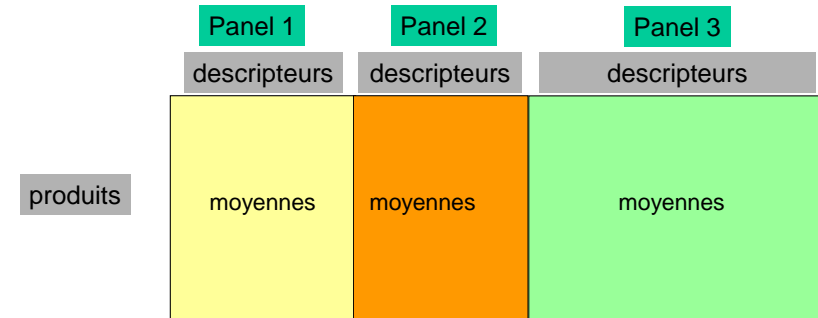 Panel 1 Panel 2 Panel 3
descripteurs descripteurs descripteurs
produits moyennes moyennes moyennes